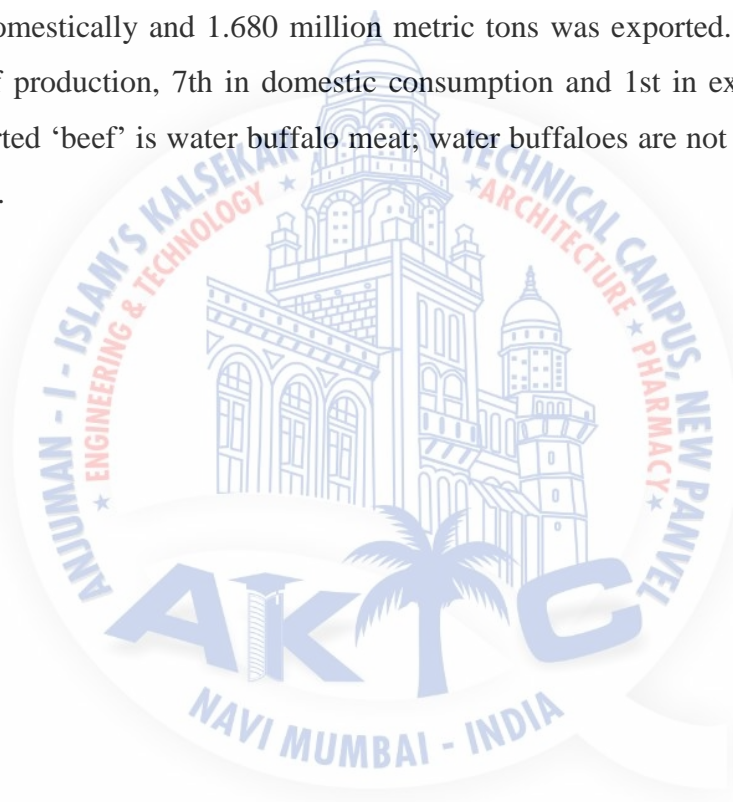 omestically and 1.680 million metric tons was exported.
f production, 7th in domestic consumption and 1st in ex
rted ‘beef’ is water buffalo meat; water buffaloes are not
.
ANJUMAN - I - ISLAM'S KALSEKAR TECHNICAL CAMPUS, NEW PANVEL
★ ENGINEERING & TECHNOLOGY ★ ★ ARCHITECTURE ★ PHARMACY ★
AKTC
NAVI MUMBAI - INDIA